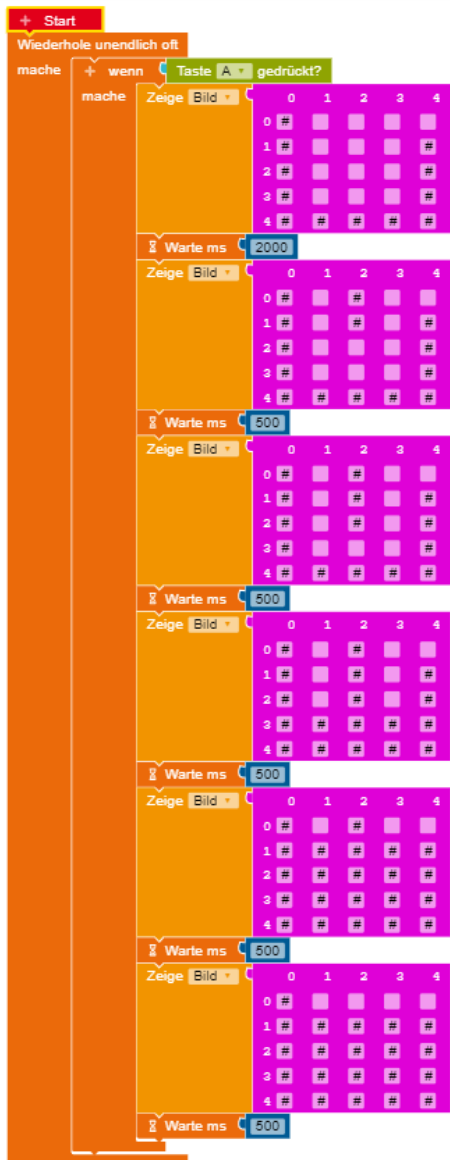 + Start
Wiederhole unendlich oft
mache + wenn Taste A gedrückt?
mache Zeige Bild 0 1 2 3 4
0 #
1 # #
2 # #
3 # #
4 # # # # #
Warte ms 2000
Zeige Bild 0 1 2 3 4
0 # #
1 # # #
2 # #
3 # #
4 # # # # #
Warte ms 500
Zeige Bild 0 1 2 3 4
0 # #
1 # # #
2 # # #
3 # #
4 # # # # #
Warte ms 500
Zeige Bild 0 1 2 3 4
0 # #
1 # # #
2 # # #
3 # # # # #
4 # # # # #
Warte ms 500
Zeige Bild 0 1 2 3 4
0 # #
1 # # # # #
2 # # # # #
3 # # # # #
4 # # # # #
Warte ms 500
Zeige Bild 0 1 2 3 4
0 #
1 # # # # #
2 # # # # #
3 # # # # #
4 # # # # #
Warte ms 500